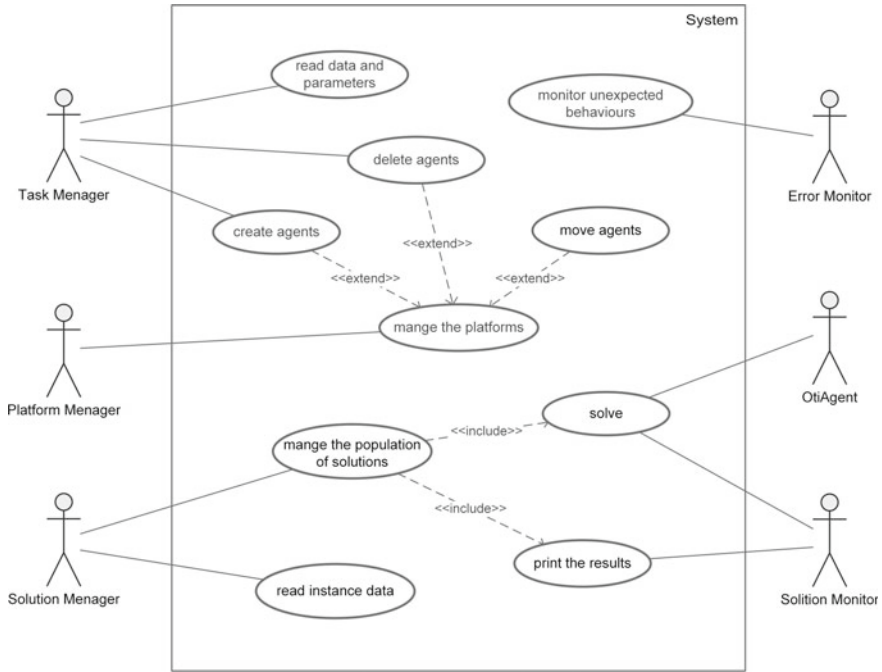 System
read data and
parameters
monitor unexpected
behaviours
delete agents
Task Menager
Error Monitor
create agents
move agents
<<extend>>
<<extend>>
<<extend>>
mange the platforms
Platform Menager
OtiAgent
solve
<<include>>
mange the population
of solutions
<<include>>
print the results
read instance data
Solution Menager
Solition Monitor